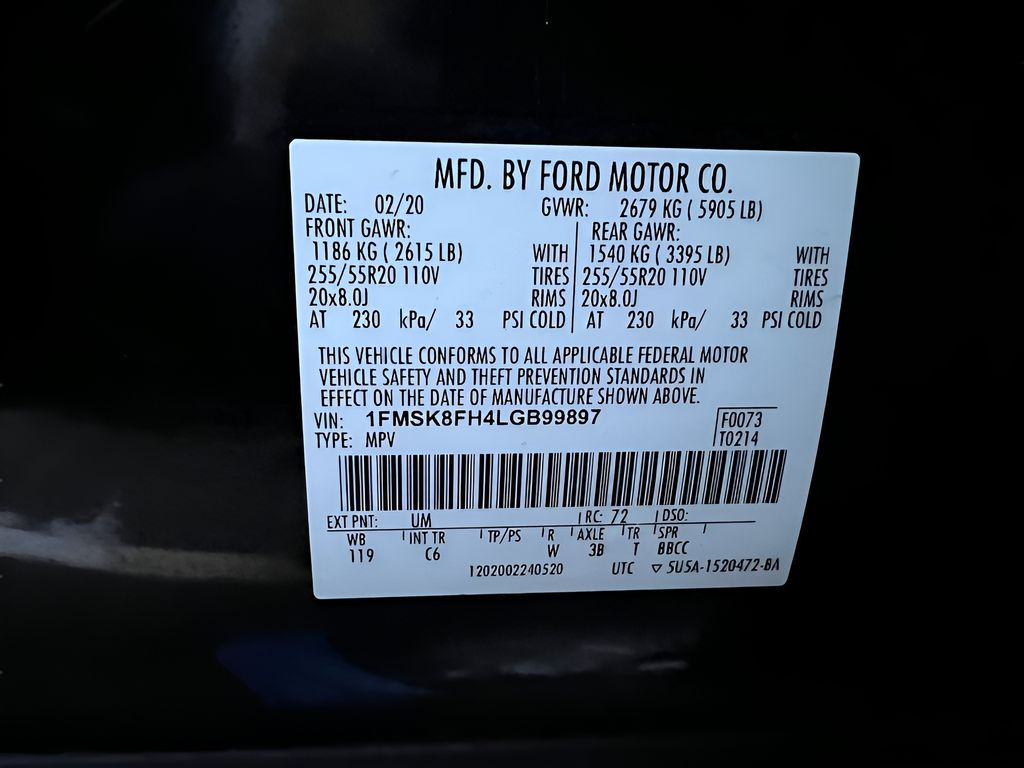 MFD. BY FORD MOTOR CO.
DATE: 02/20 GVWR: 2679 KG ( 5905 LB)
FRONT GAWR: REAR GAWR:
1186 KG ( 2615 LB) WITH 1540 KG ( 3395 LB) WITH
255/55R20 110V TIRES 255/55R20 110V TIRES
20x8.0J RIMS 20x8.0J RIMS
AT 230 kPa/ 33 PSI COLD AT 230 kPa/ 33 PSI COLD
THIS VEHICLE CONFORMS TO ALL APPLICABLE FEDERAL MOTOR
VEHICLE SAFETY AND THEFT PREVENTION STANDARDS IN
EFFECT ON THE DATE OF MANUFACTURE SHOWN ABOVE.
VIN: 1FMSK8FH4LGB99897 F0073
TYPE: MPV T0214
EXT PNT: UM RC: 72 DSO:
WB INT TR TP/PS R AXLE TR SPR
119 C6 W 3B T BBCC
1202002240520 UTC ▽ 5U5A-1520472-BA